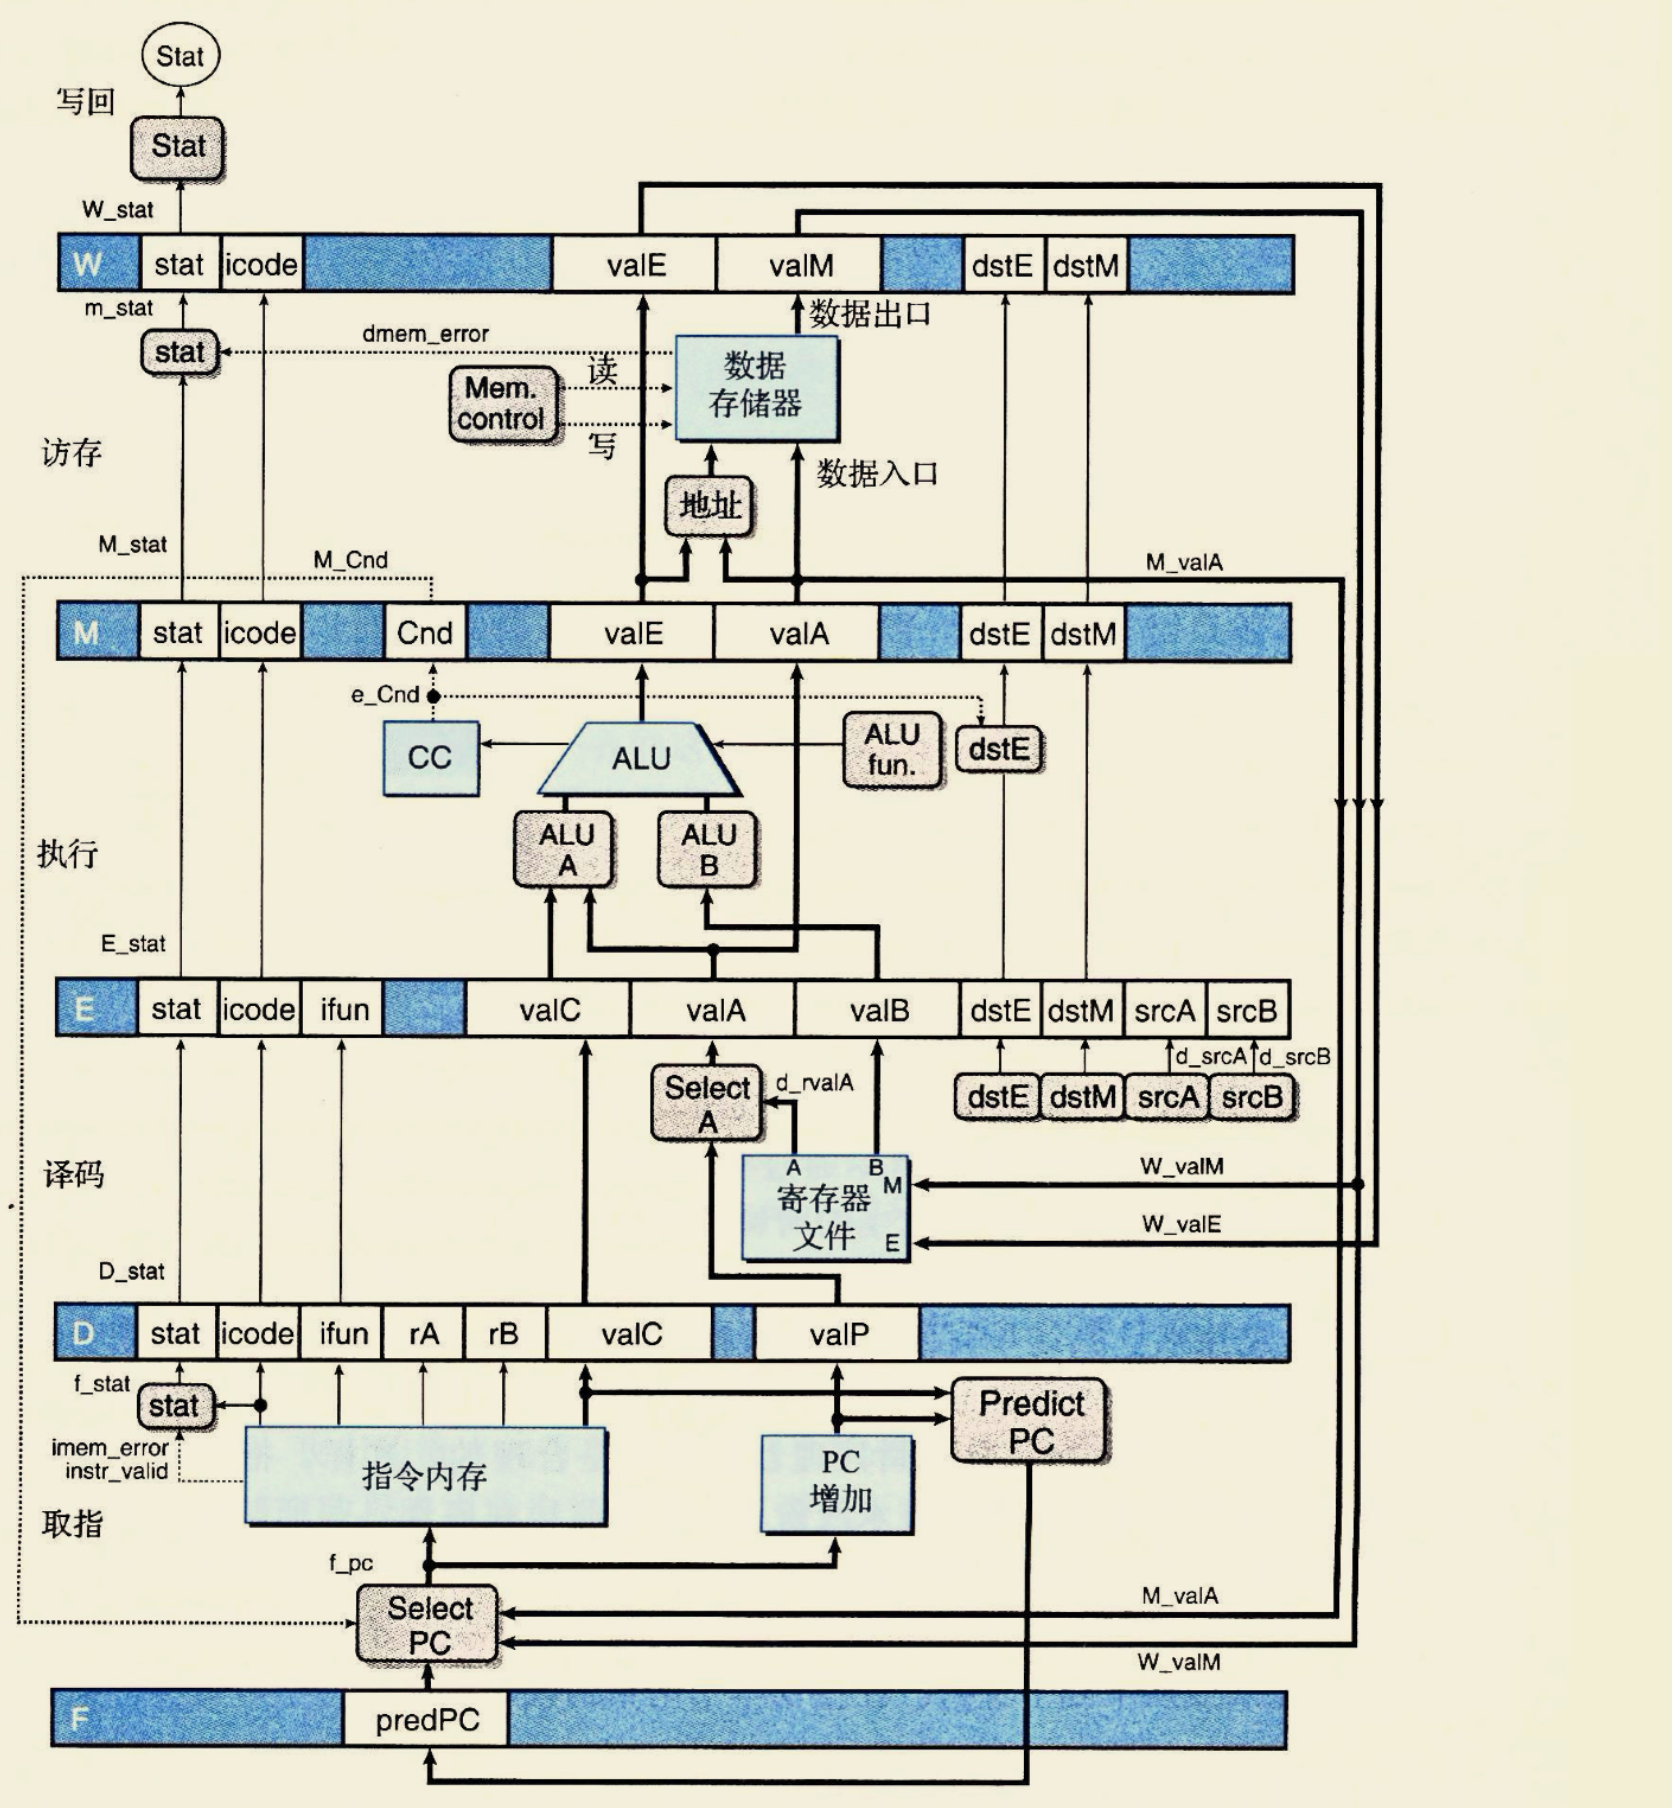 Stat
写回
Stat
W_stat
W stat icode valE valM dstE dstM
m_stat
数据出口
stat
dmem_error
读
数据
存储器
Mem.
control
写
访存
数据入口
地址
M_stat
M_Cnd
M_valA
M stat icode Cnd valE valA dstE dstM
e_Cnd
CC
ALU
ALU
fun.
dstE
执行
ALU
A
ALU
B
E_stat
E stat icode ifun valC valA valB dstE dstM srcA srcB
d_srcA d_srcB
Select
A
d_rvalA
dstE dstM srcA srcB
译码
A B
M
寄存器
文件
E
W_valM
W_valE
D_stat
D stat icode ifun rA rB valC valP
f_stat
stat
Predict
PC
imem_error
instr_valid
指令内存
PC
增加
取指
f_pc
Select
PC
M_valA
W_valM
F predPC